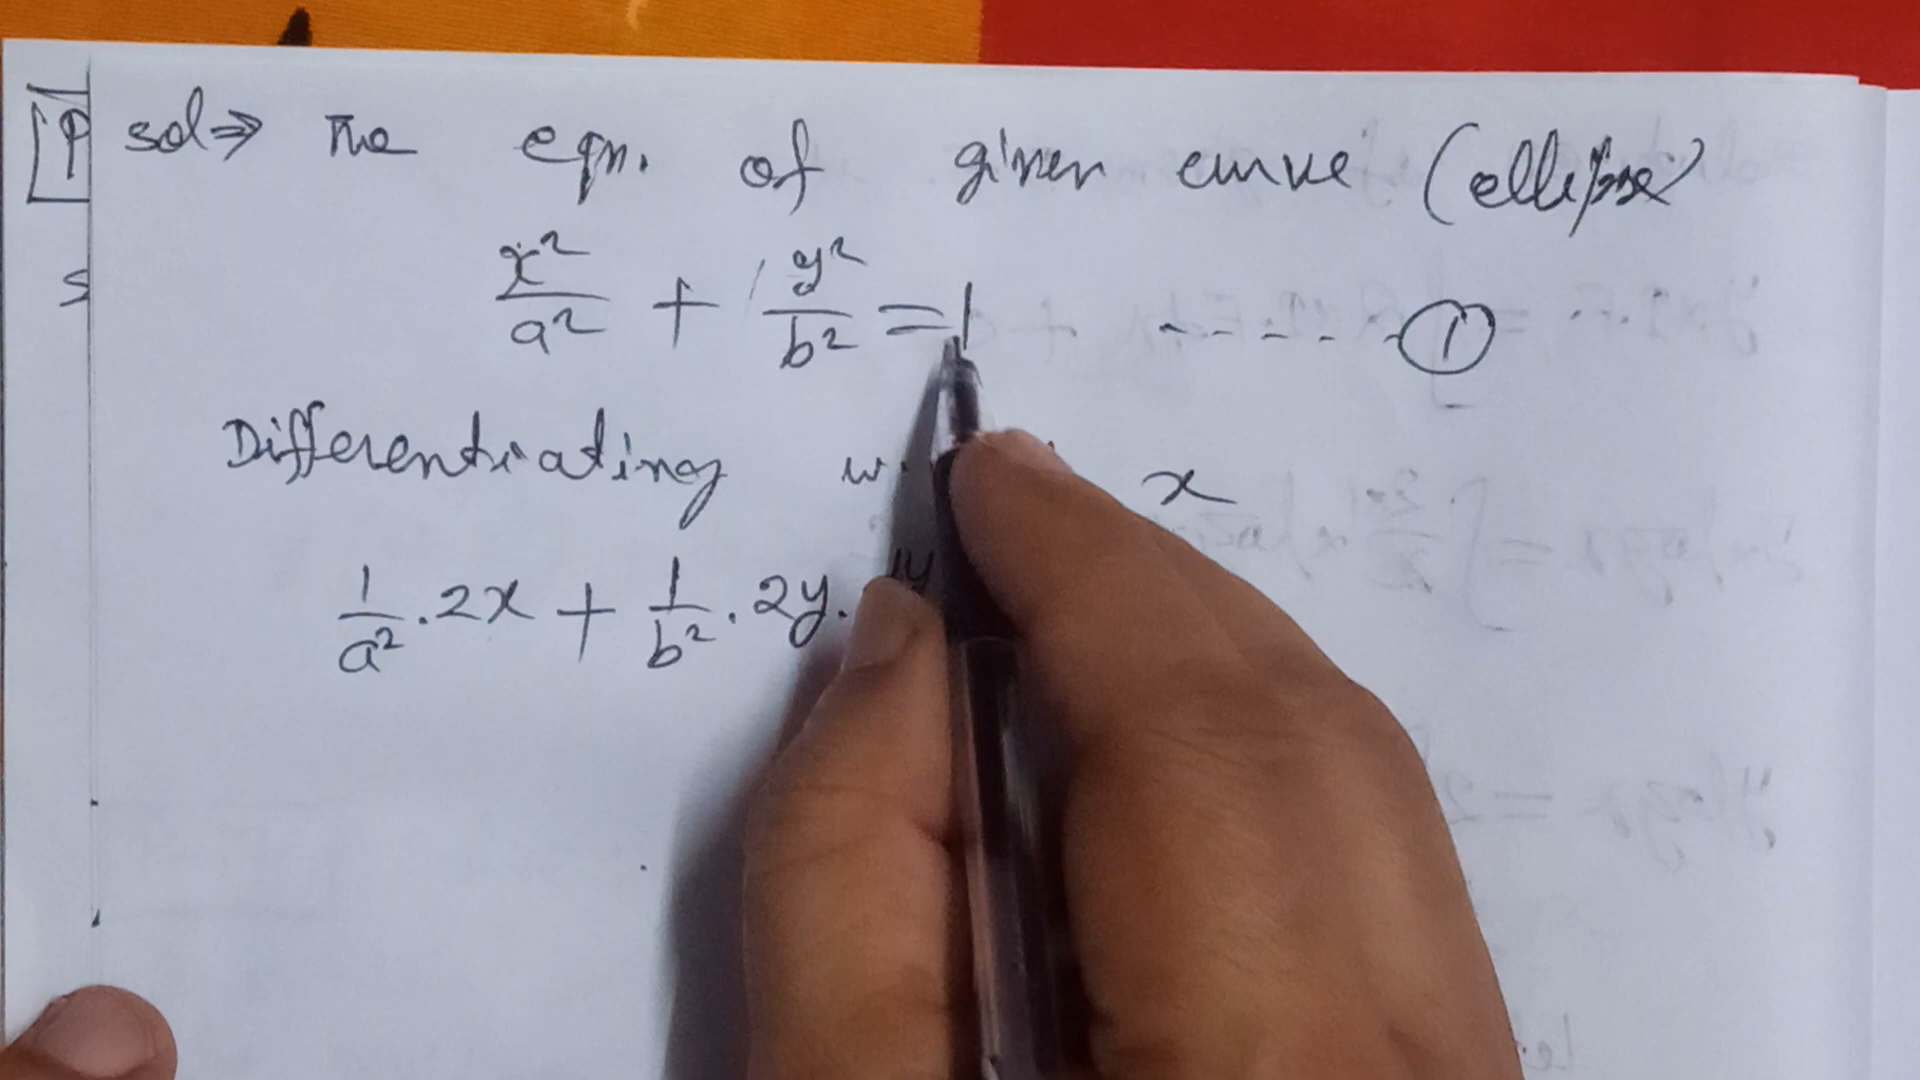 P sol⇒ The eqn. of given curve (ellipse)
x²/a² + y²/b² = 1 ----- ①
S
Differentiating w. x
1/a² . 2x + 1/b² . 2y.